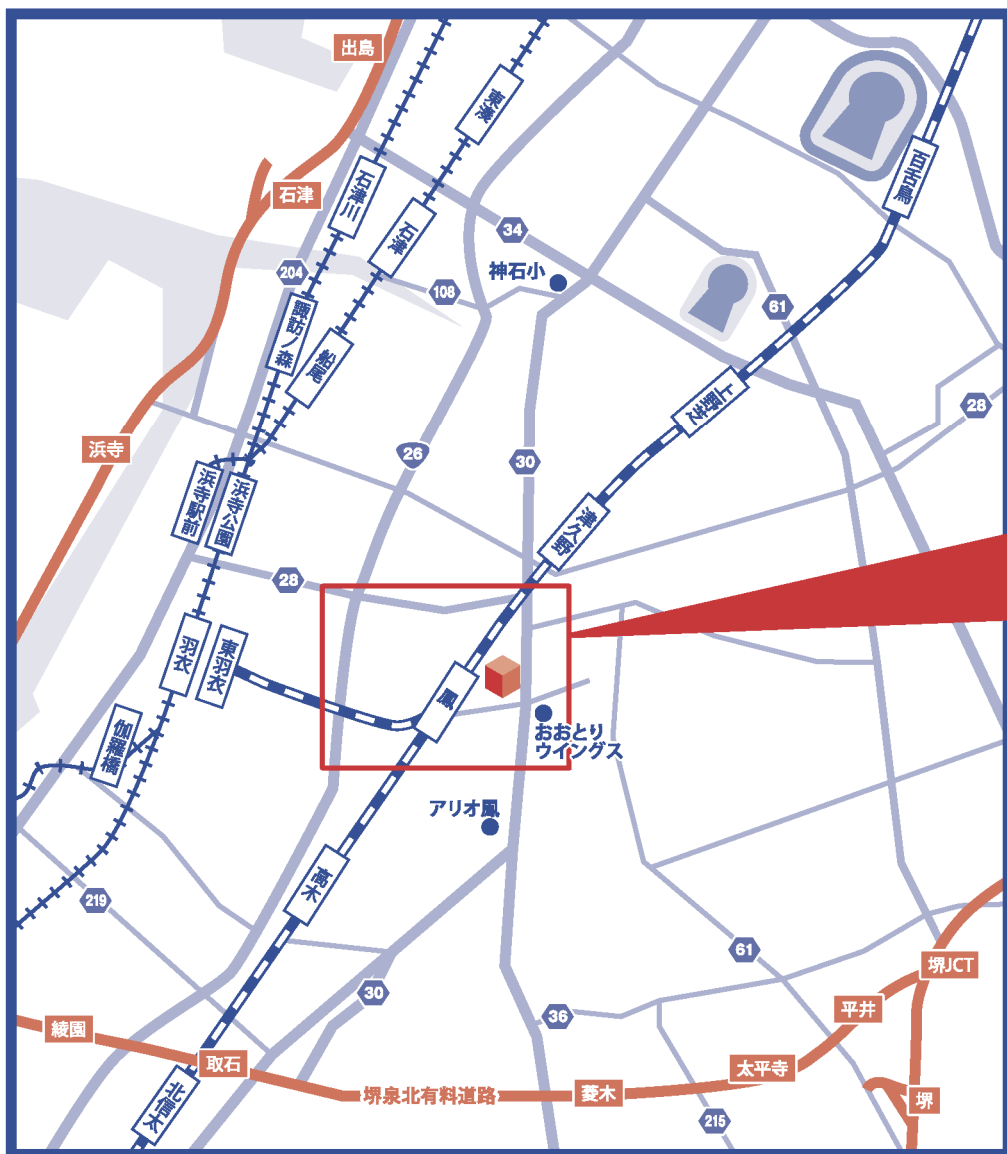 出島
東湊
百舌鳥
石津川
石津
石津
34
神石小
204
108
61
諏訪ノ森
船尾
上野芝
28
浜寺
26
30
浜寺駅前
浜寺公園
津久野
28
羽衣
東羽衣
鳳
おおとり
ウイングス
伽羅橋
アリオ鳳
高木
219
61
堺JCT
30
36
平井
綾園
取石
太平寺
堺泉北有料道路
菱木
堺
北信太
215